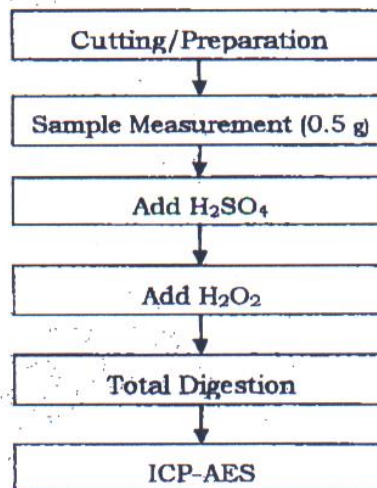 Cutting/Preparation
Sample Measurement (0.5 g)
Add H₂SO₄
Add H₂O₂
Total Digestion
ICP-AES